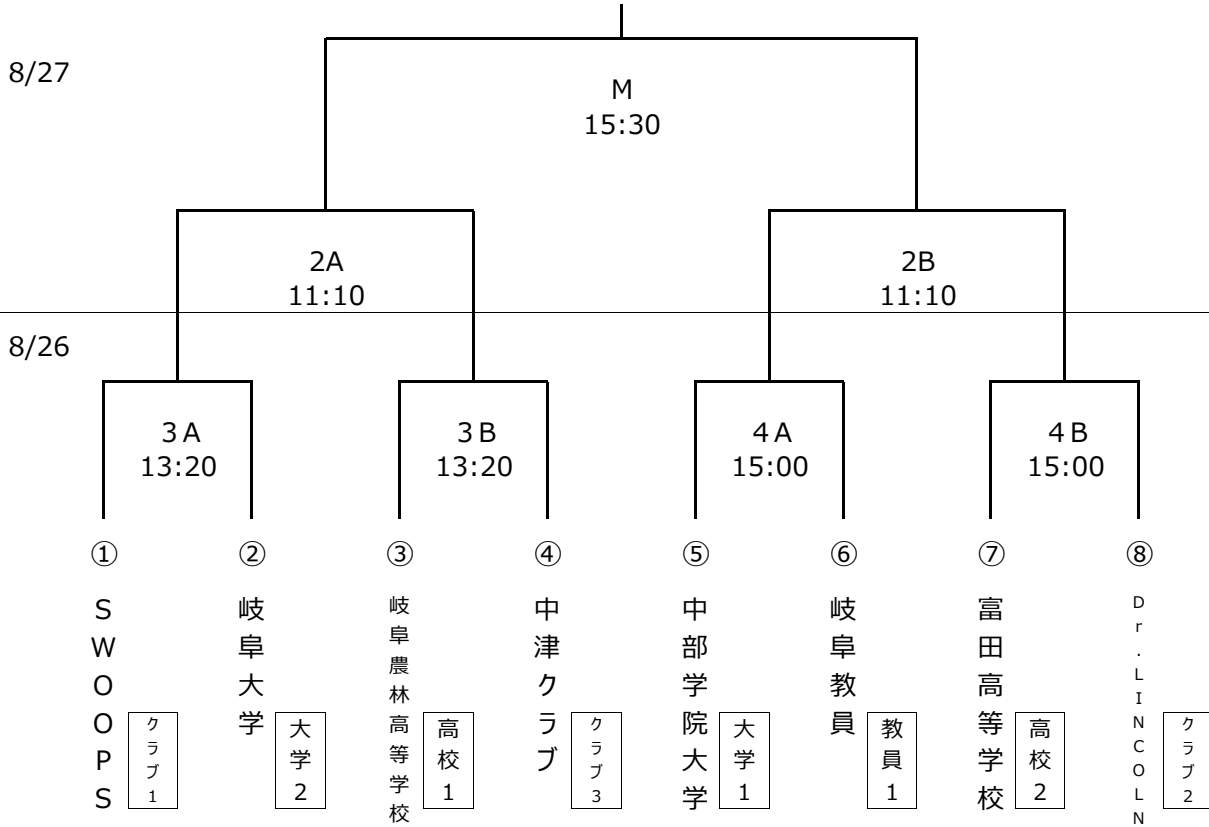 8/27
M
15:30
2A
11:10
2B
11:10
8/26
3A
13:20
3B
13:20
4A
15:00
4B
15:00
①
②
③
④
⑤
⑥
⑦
⑧
SWOOPS
クラブ1
岐阜大学
大学2
岐阜農林高等学校
高校1
中津クラブ
クラブ3
中部学院大学
大学1
岐阜教員
教員1
富田高等学校
高校2
Dr.LINCOLN
クラブ2